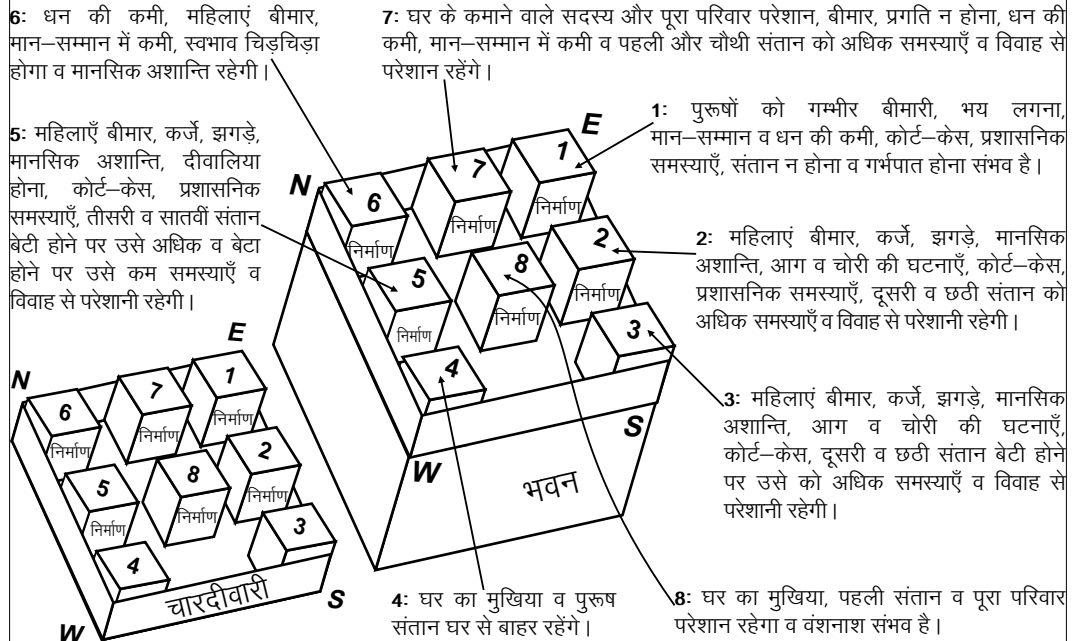 6: धन की कमी, महिलाएं बीमार,
मान–सम्मान में कमी, स्वभाव चिड़चिड़ा
होगा व मानसिक अशान्ति रहेगी।
7: घर के कमाने वाले सदस्य और पूरा परिवार परेशान, बीमार, प्रगति न होना, धन की
कमी, मान–सम्मान में कमी व पहली और चौथी संतान को अधिक समस्याएँ व विवाह से
परेशान रहेंगे।
5: महिलाएँ बीमार, कर्जे, झगड़े,
मानसिक अशान्ति, दीवालिया
होना, कोर्ट–केस, प्रशासनिक
समस्याएँ, तीसरी व सातवीं संतान
बेटी होने पर उसे अधिक व बेटा
होने पर उसे कम समस्याएँ व
विवाह से परेशानी रहेगी।
1: पुरूषों को गम्भीर बीमारी, भय लगना,
मान–सम्मान व धन की कमी, कोर्ट–केस, प्रशासनिक
समस्याएँ, संतान न होना व गर्भपात होना संभव है।
2: महिलाएं बीमार, कर्जे, झगड़े, मानसिक
अशान्ति, आग व चोरी की घटनाएँ, कोर्ट–केस,
प्रशासनिक समस्याएँ, दूसरी व छठी संतान को
अधिक समस्याएँ व विवाह से परेशानी रहेगी।
3: महिलाएं बीमार, कर्जे, झगड़े, मानसिक
अशान्ति, आग व चोरी की घटनाएँ,
कोर्ट–केस, दूसरी व छठी संतान बेटी होने
पर उसे को अधिक समस्याएँ व विवाह से
परेशानी रहेगी।
4: घर का मुखिया व पुरूष
संतान घर से बाहर रहेंगे।
8: घर का मुखिया, पहली संतान व पूरा परिवार
परेशान रहेगा व वंशनाश संभव है।
E
N
1
7
6
निर्माण
निर्माण
निर्माण
2
8
5
निर्माण
निर्माण
निर्माण
3
4
S
W
भवन
E
N
1
7
6
निर्माण
निर्माण
निर्माण
2
8
5
निर्माण
निर्माण
निर्माण
3
4
चारदीवारी
S
W